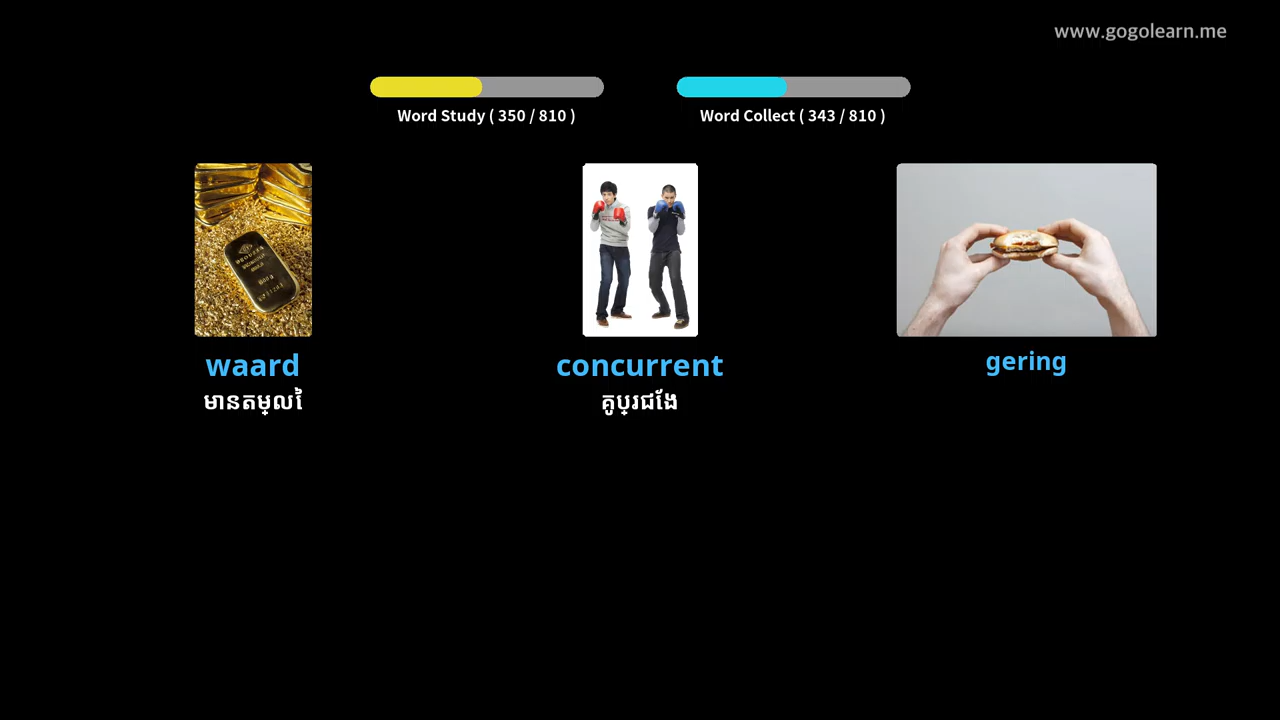 www.gogolearn.me
Word Study ( 350 / 810 )
Word Collect ( 343 / 810 )
waard
មានតម្លៃ
concurrent
គូប្រជែង
gering